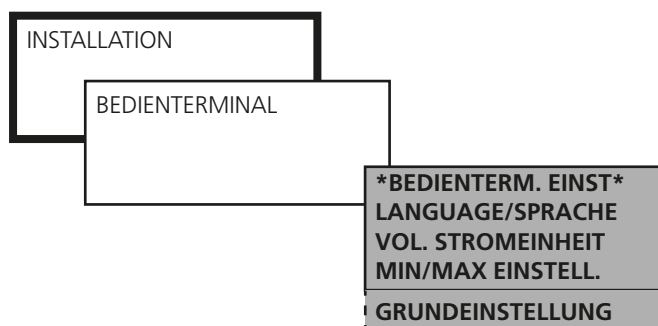 INSTALLATION
BEDIENTERMINAL
*BEDIENTERM. EINST*
LANGUAGE/SPRACHE
VOL. STROMEINHEIT
MIN/MAX EINSTELL.
GRUNDEINSTELLUNG